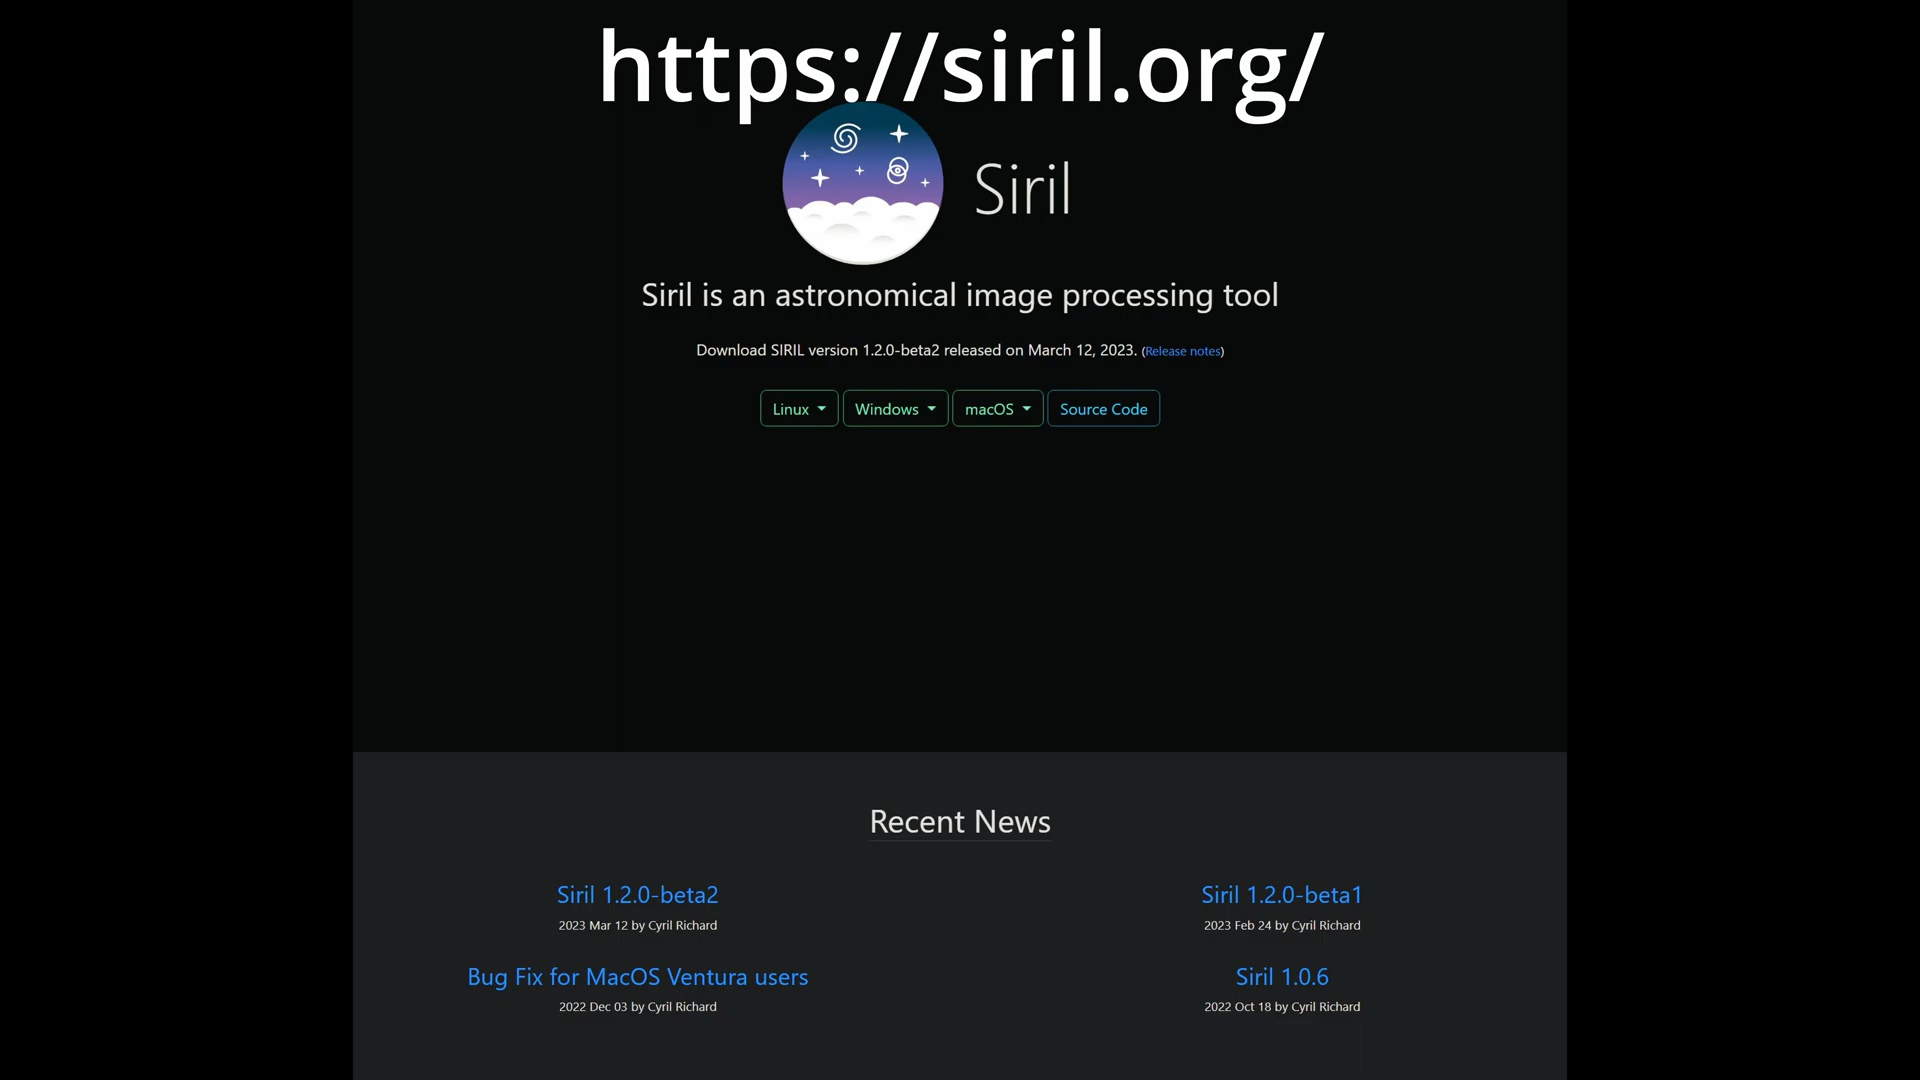 https://siril.org/
Siril
Siril is an astronomical image processing tool
Download SIRIL version 1.2.0-beta2 released on March 12, 2023. (Release notes)
Linux Windows macOS Source Code
Recent News
Siril 1.2.0-beta2
2023 Mar 12 by Cyril Richard
Siril 1.2.0-beta1
2023 Feb 24 by Cyril Richard
Bug Fix for MacOS Ventura users
2022 Dec 03 by Cyril Richard
Siril 1.0.6
2022 Oct 18 by Cyril Richard